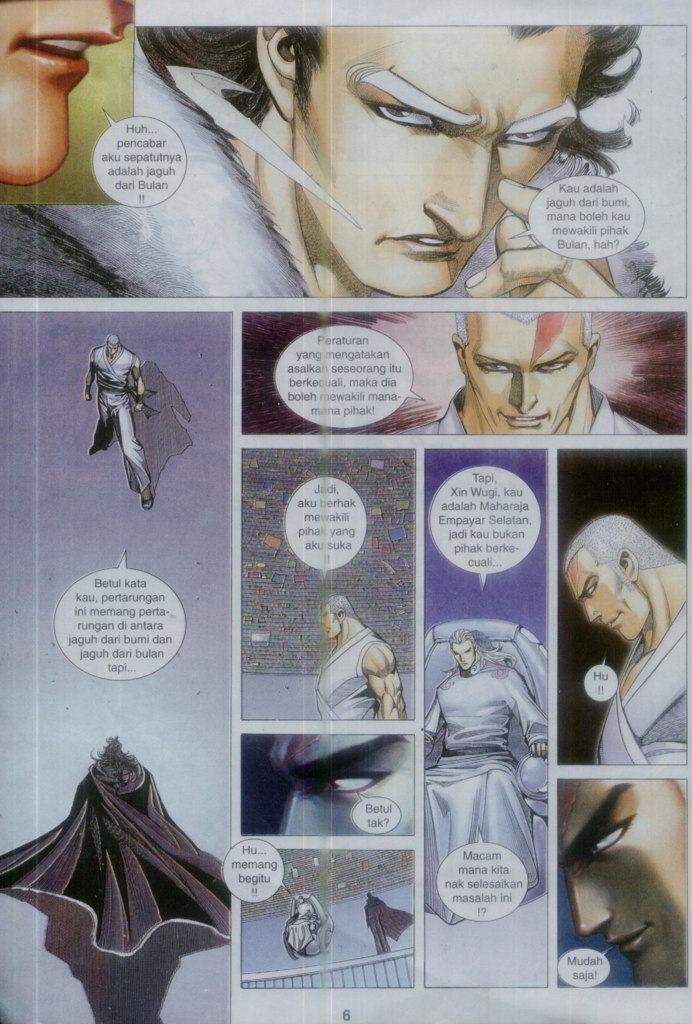 Huh...
pencabar
aku sepatutnya
adalah jaguh
dari Bulan
!!
Kau adalah
jaguh dari bumi,
mana boleh kau
mewakili pihak
Bulan, hah?
Peraturan
yang mengatakan
asalkan seseorang itu
berkecuali, maka dia
boleh mewakili mana-
mana pihak!
Betul kata
kau, pertarungan
ini memang perta-
rungan di antara
jaguh dari bumi dan
jaguh dari bulan
tapi...
Jadi,
aku berhak
mewakili
pihak yang
aku suka
!!
Tapi,
Xin Wugi, kau
adalah Maharaja
Empayar Selatan,
jadi kau bukan
pihak berke-
cuali...
Hu
!!
Betul
tak?
Hu...
memang
begitu
!!
Macam
mana kita
nak selesaikan
masalah ini
!?
Mudah
saja!
6